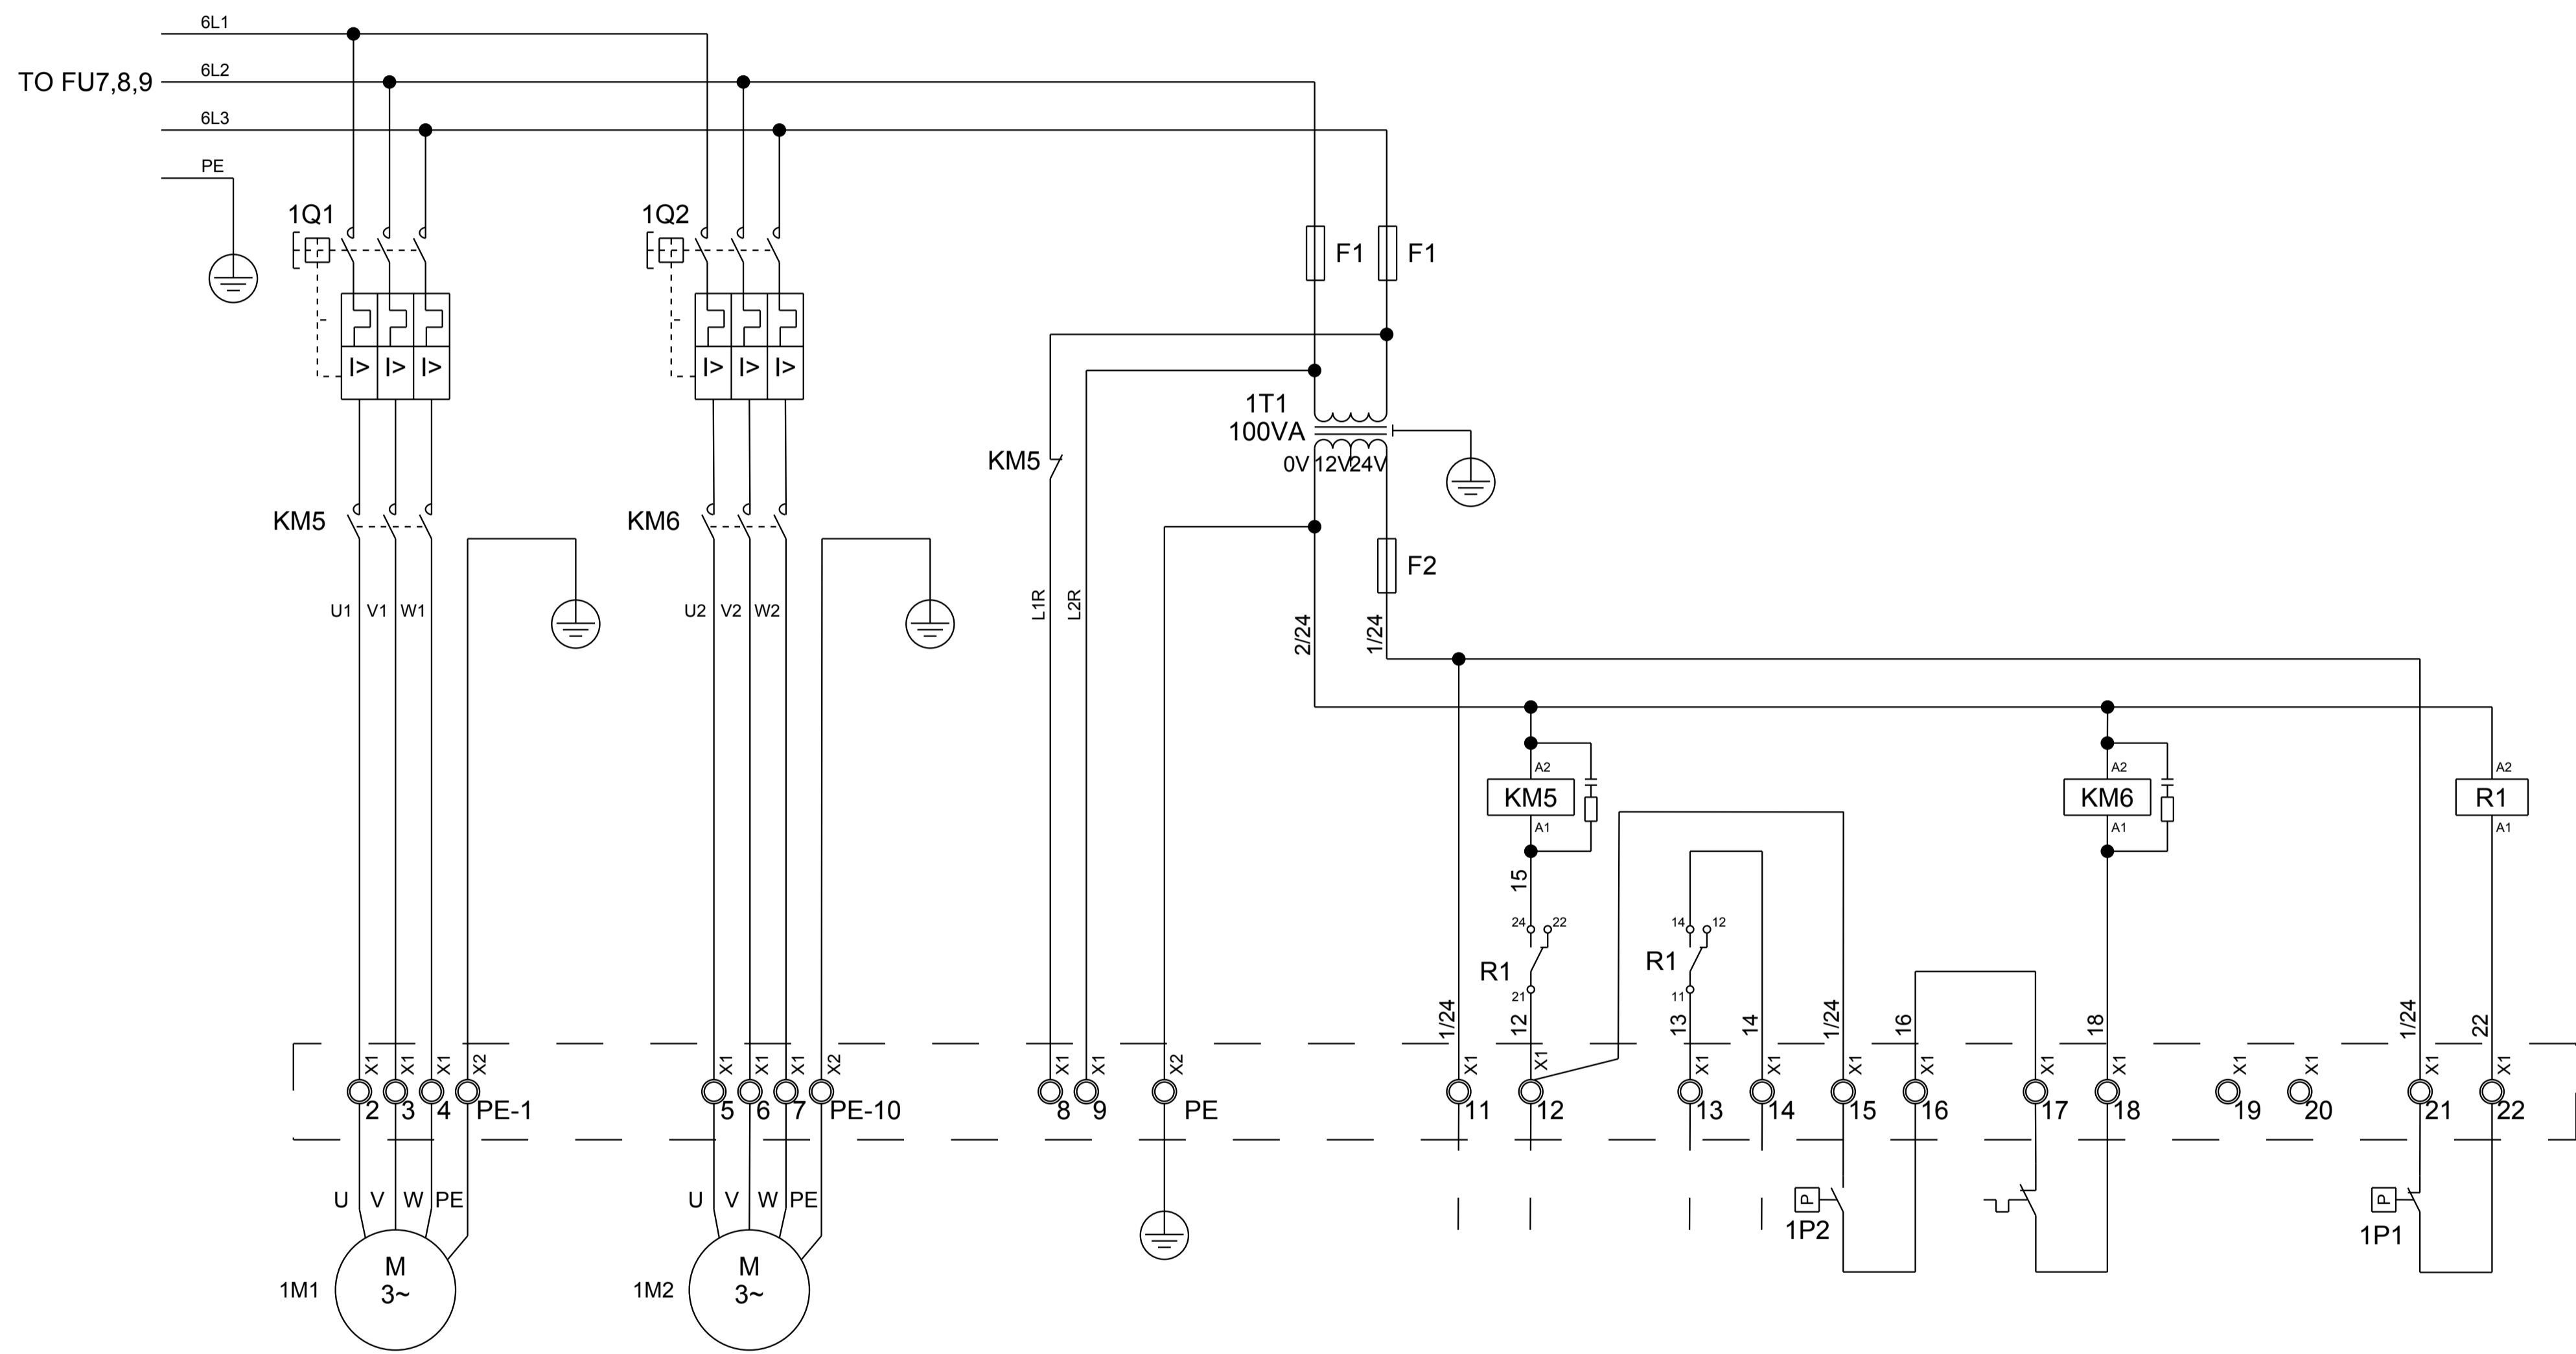 6L1
6L2
TO FU7,8,9
6L3
PE
1Q1
1Q2
F1
F1
I>
I>
I>
I>
I>
I>
1T1
100VA
0V
12V
24V
KM5
KM5
KM6
F2
U1
V1
W1
U2
V2
W2
L1R
L2R
2/24
1/24
A2
A2
A2
KM5
KM6
R1
A1
A1
A1
15
24
22
14
12
R1
R1
21
11
1/24
12
13
14
1/24
16
18
1/24
22
X1
X1
X1
X2
X1
X1
X1
X2
X1
X1
X2
X1
X1
X1
X1
X1
X1
X1
X1
X1
X1
X1
X1
2
3
4
PE-1
5
6
7
PE-10
8
9
PE
11
12
13
14
15
16
17
18
19
20
21
22
U
V
W
PE
U
V
W
PE
P
1P2
P
1P1
M
3~
1M1
M
3~
1M2